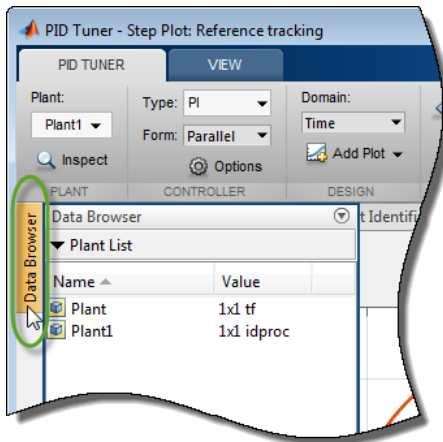 PID Tuner - Step Plot: Reference tracking
PID TUNER VIEW
Plant: Type: PI Domain:
Plant1 Form: Parallel Time
Inspect Options Add Plot
PLANT CONTROLLER DESIGN
Data Browser
Data Browser
Plant List
Name Value
Plant 1x1 tf
Plant1 1x1 idproc